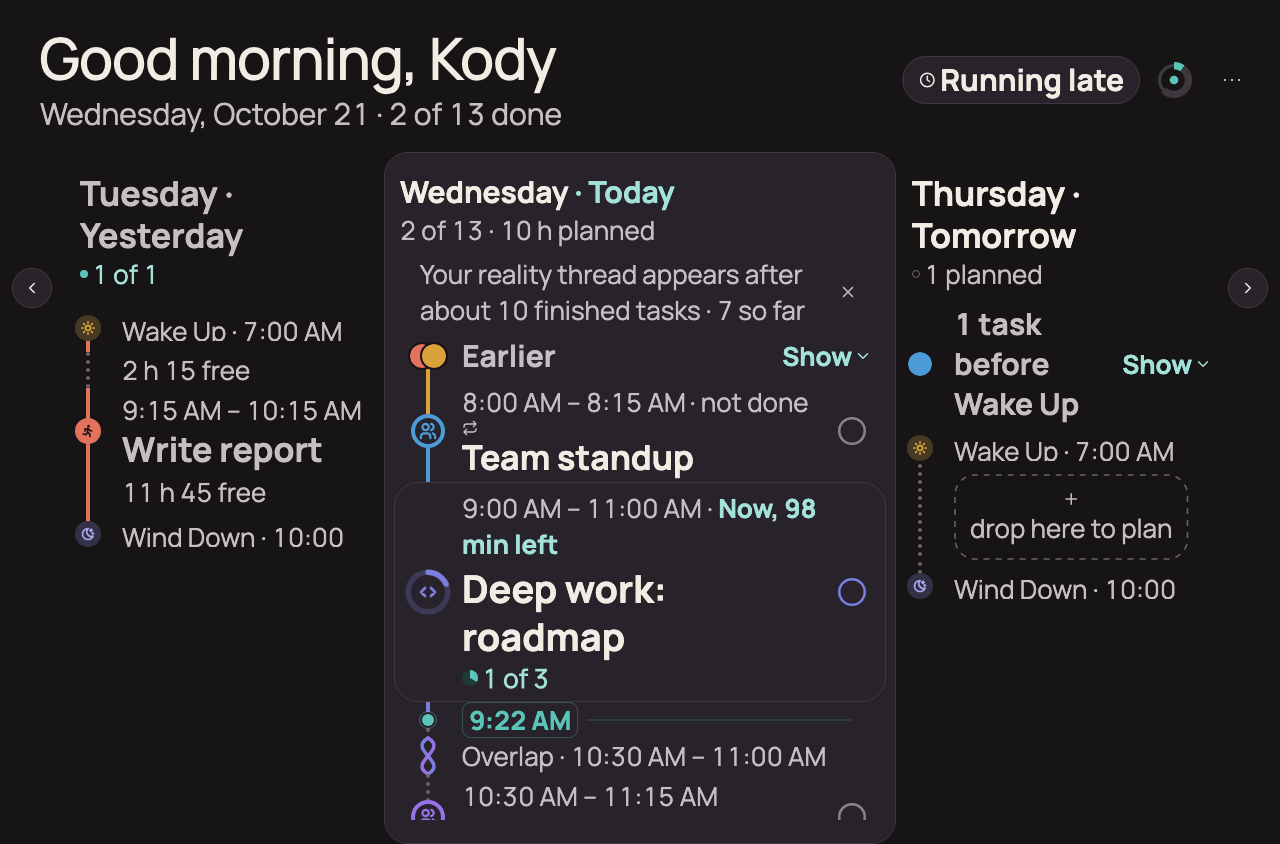 Good morning, Kody
Wednesday, October 21 · 2 of 13 done
Running late
Tuesday ·
Yesterday
1 of 1
Wake Up · 7:00 AM
2 h 15 free
9:15 AM – 10:15 AM
Write report
11 h 45 free
Wind Down · 10:00
Wednesday · Today
2 of 13 · 10 h planned
Your reality thread appears after
about 10 finished tasks · 7 so far
Earlier
Show
8:00 AM – 8:15 AM · not done
Team standup
9:00 AM – 11:00 AM · Now, 98
min left
Deep work:
roadmap
1 of 3
9:22 AM
Overlap · 10:30 AM – 11:00 AM
10:30 AM – 11:15 AM
Thursday ·
Tomorrow
1 planned
1 task
before
Wake Up
Show
Wake Up · 7:00 AM
+
drop here to plan
Wind Down · 10:00